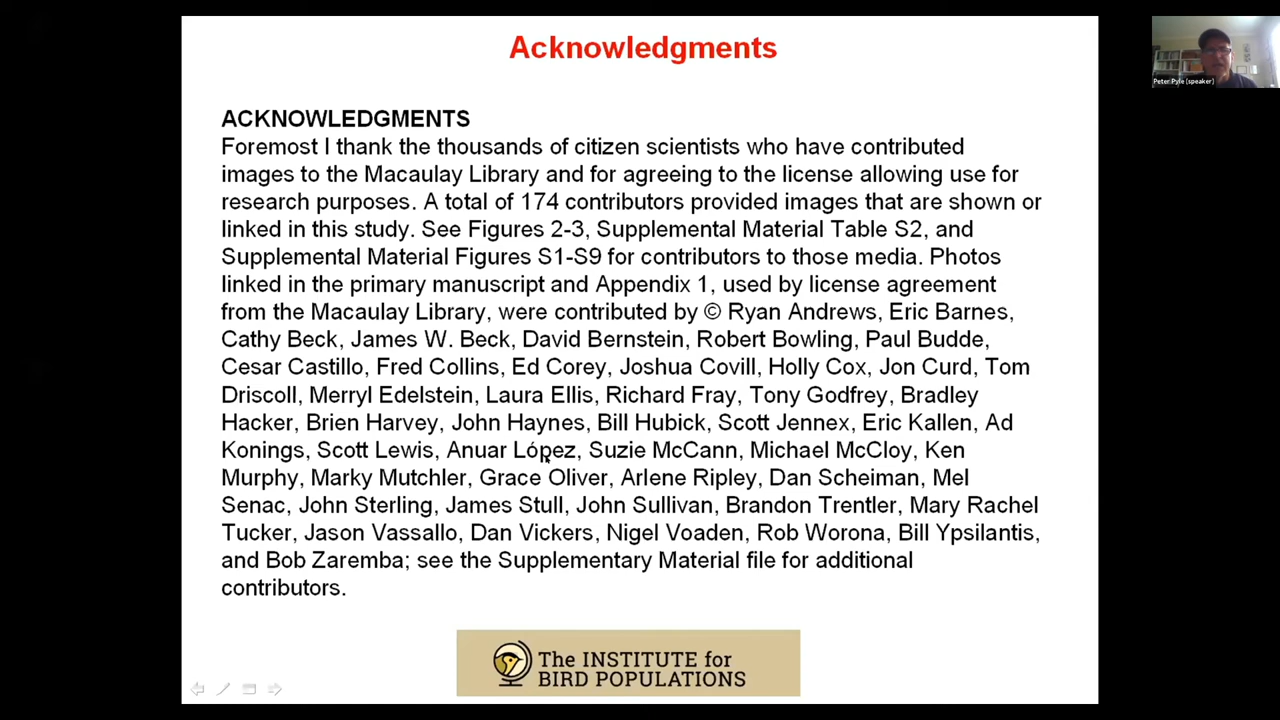 Acknowledgments
Peter Pyle (speaker)
ACKNOWLEDGMENTS
Foremost I thank the thousands of citizen scientists who have contributed
images to the Macaulay Library and for agreeing to the license allowing use for
research purposes. A total of 174 contributors provided images that are shown or
linked in this study. See Figures 2-3, Supplemental Material Table S2, and
Supplemental Material Figures S1-S9 for contributors to those media. Photos
linked in the primary manuscript and Appendix 1, used by license agreement
from the Macaulay Library, were contributed by © Ryan Andrews, Eric Barnes,
Cathy Beck, James W. Beck, David Bernstein, Robert Bowling, Paul Budde,
Cesar Castillo, Fred Collins, Ed Corey, Joshua Covill, Holly Cox, Jon Curd, Tom
Driscoll, Merryl Edelstein, Laura Ellis, Richard Fray, Tony Godfrey, Bradley
Hacker, Brien Harvey, John Haynes, Bill Hubick, Scott Jennex, Eric Kallen, Ad
Konings, Scott Lewis, Anuar López, Suzie McCann, Michael McCloy, Ken
Murphy, Marky Mutchler, Grace Oliver, Arlene Ripley, Dan Scheiman, Mel
Senac, John Sterling, James Stull, John Sullivan, Brandon Trentler, Mary Rachel
Tucker, Jason Vassallo, Dan Vickers, Nigel Voaden, Rob Worona, Bill Ypsilantis,
and Bob Zaremba; see the Supplementary Material file for additional
contributors.
The INSTITUTE for
BIRD POPULATIONS